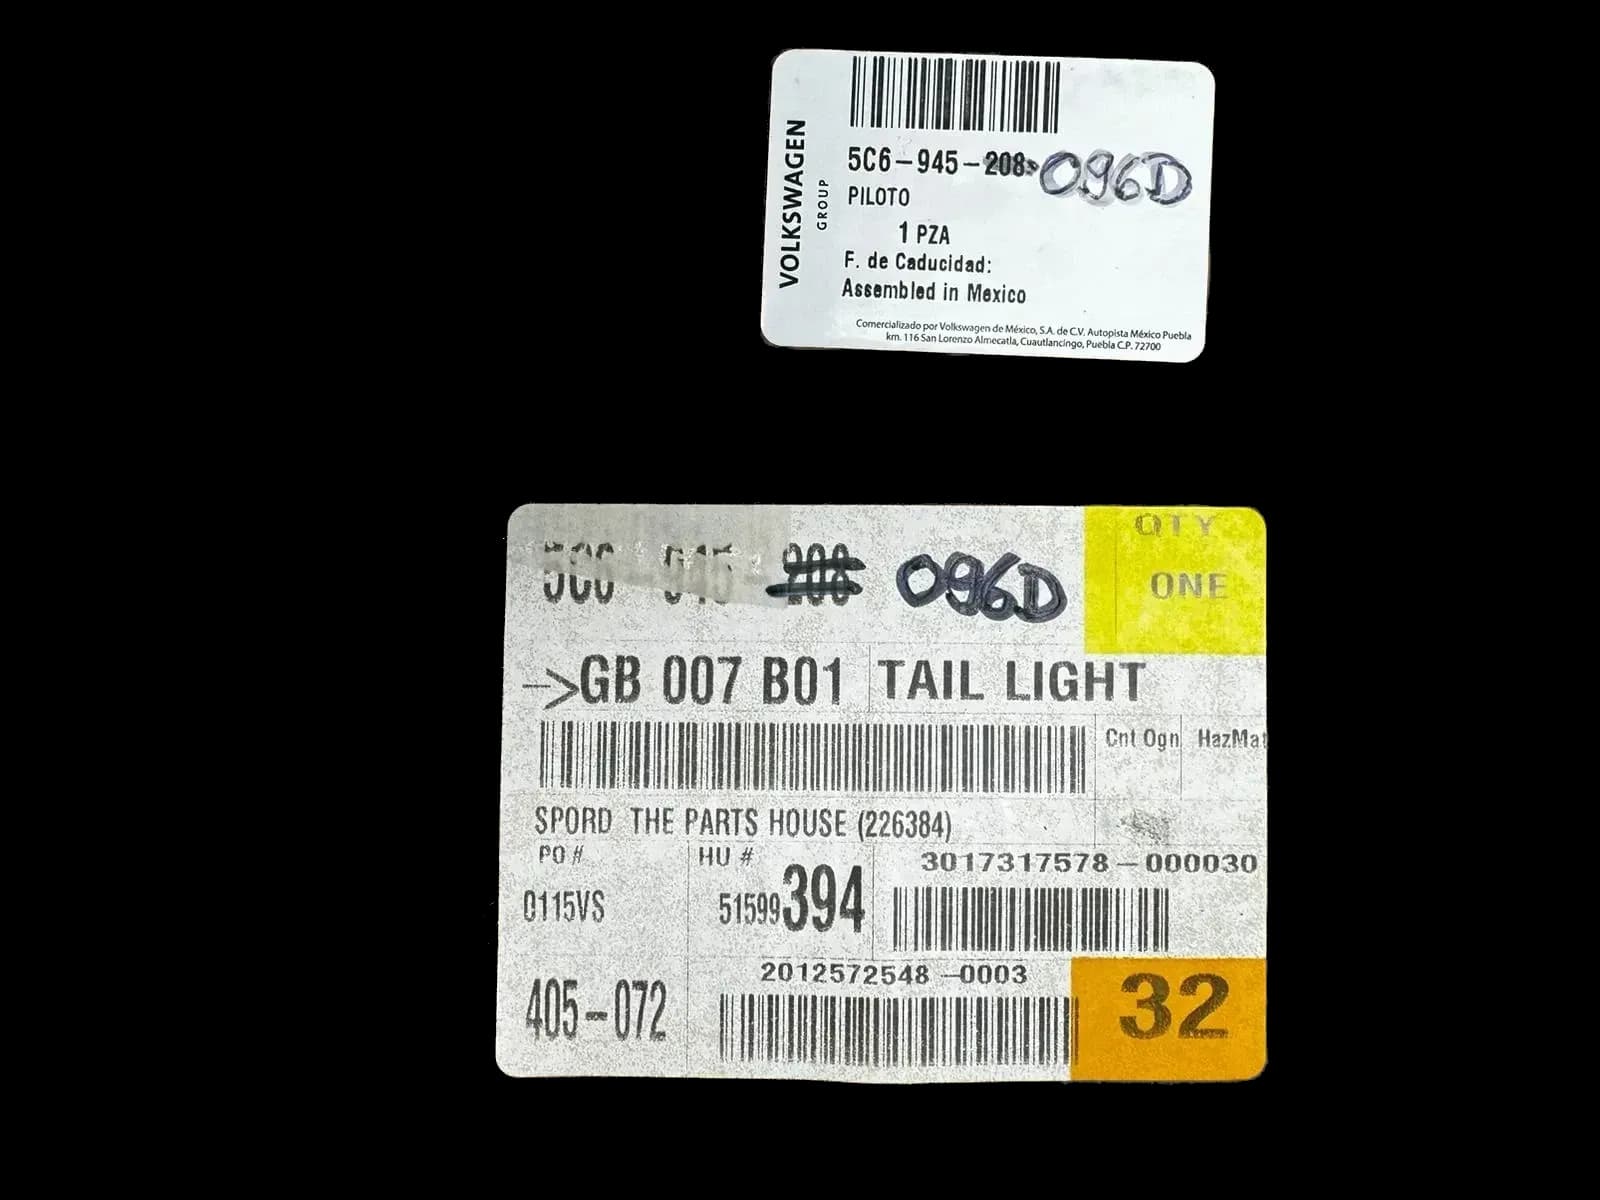 VOLKSWAGEN
GROUP
5C6-945-208 096D
PILOTO
1 PZA
F. de Caducidad:
Assembled in Mexico
Comercializado por Volkswagen de México, S.A. de C.V. Autopista México Puebla
km. 116 San Lorenzo Almecatla, Cuautlancingo, Puebla C.P. 72700
5C6-945-208 096D
QTY
ONE
->GB 007 B01 TAIL LIGHT
Cnt Ogn HazMat
SPORD THE PARTS HOUSE (226384)
PO # HU # 3017317578-000030
0115VS 51599394
2012572548-0003
405-072
32